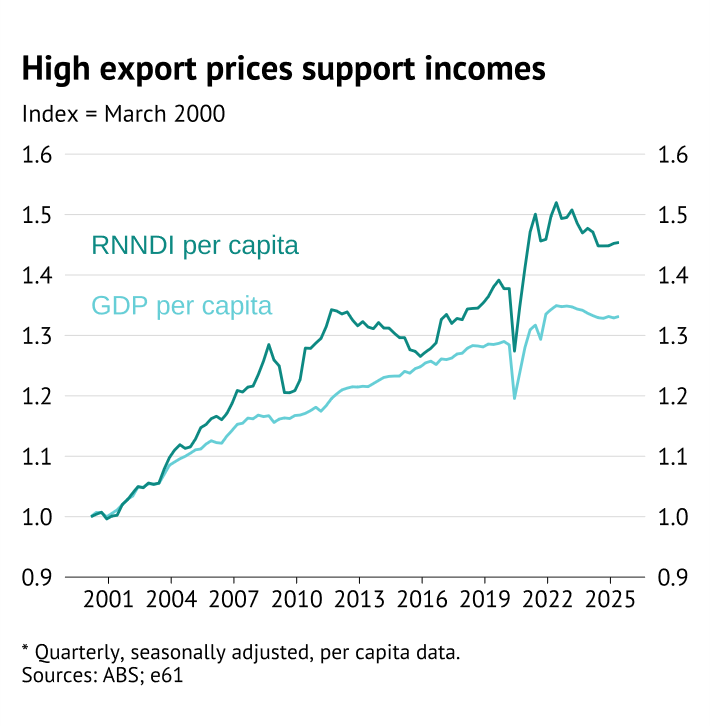 High export prices support incomes
Index = March 2000
1.6 1.6
1.5 1.5
RNNDI per capita
1.4 1.4
GDP per capita
1.3 1.3
1.2 1.2
1.1 1.1
1.0 1.0
0.9 0.9
2001 2004 2007 2010 2013 2016 2019 2022 2025
* Quarterly, seasonally adjusted, per capita data.
Sources: ABS; e61